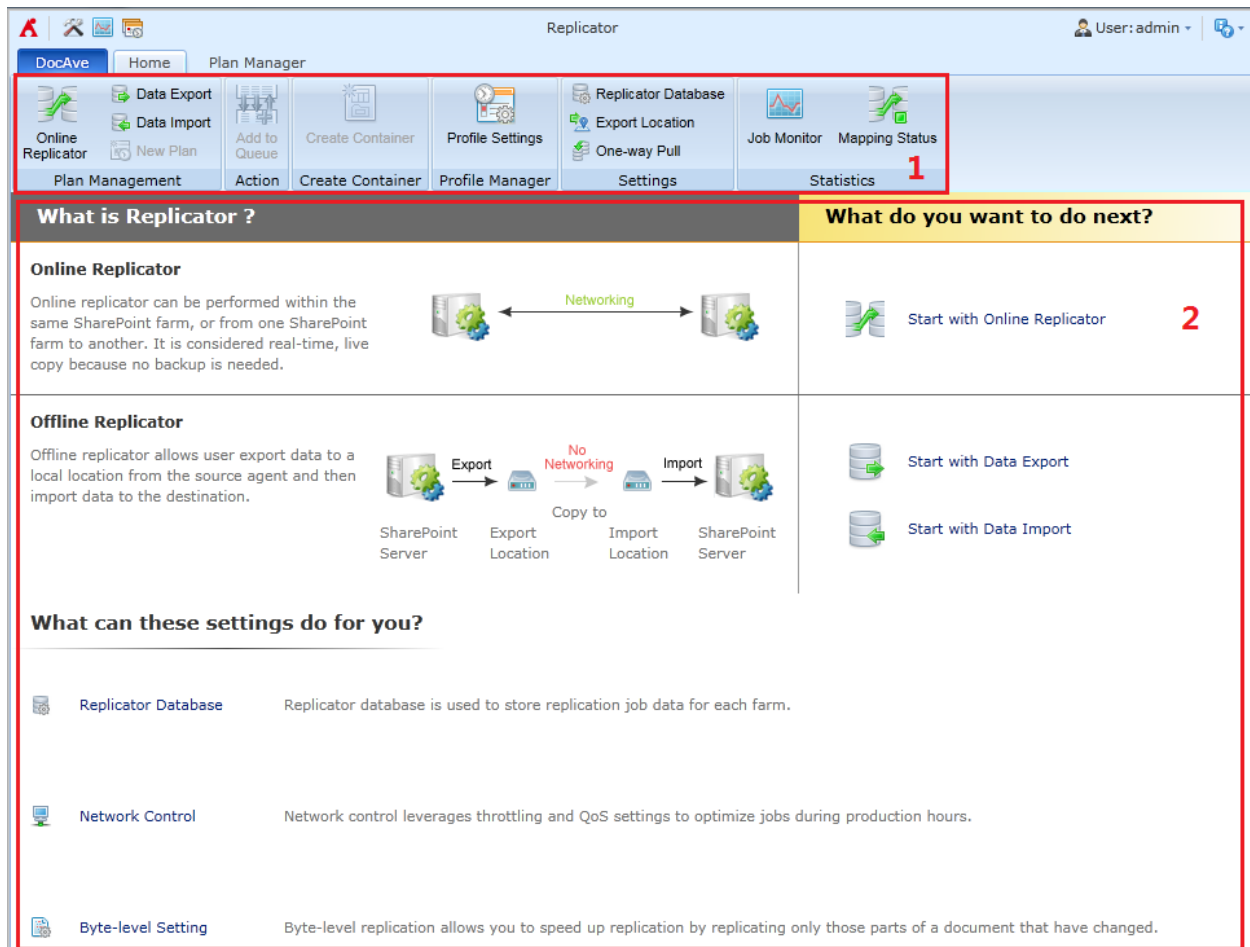 Replicator
User: admin
DocAve
Home
Plan Manager
Online Replicator
Data Export
Data Import
New Plan
Plan Management
Add to Queue
Action
Create Container
Create Container
Profile Settings
Profile Manager
Replicator Database
Export Location
One-way Pull
Settings
Job Monitor
Mapping Status
Statistics
1
What is Replicator ?
What do you want to do next?
Online Replicator
Online replicator can be performed within the
same SharePoint farm, or from one SharePoint
farm to another. It is considered real-time, live
copy because no backup is needed.
Networking
Start with Online Replicator
2
Offline Replicator
Offline replicator allows user export data to a
local location from the source agent and then
import data to the destination.
Export
No
Networking
Import
Copy to
SharePoint Server
Export Location
Import Location
SharePoint Server
Start with Data Export
Start with Data Import
What can these settings do for you?
Replicator Database
Replicator database is used to store replication job data for each farm.
Network Control
Network control leverages throttling and QoS settings to optimize jobs during production hours.
Byte-level Setting
Byte-level replication allows you to speed up replication by replicating only those parts of a document that have changed.